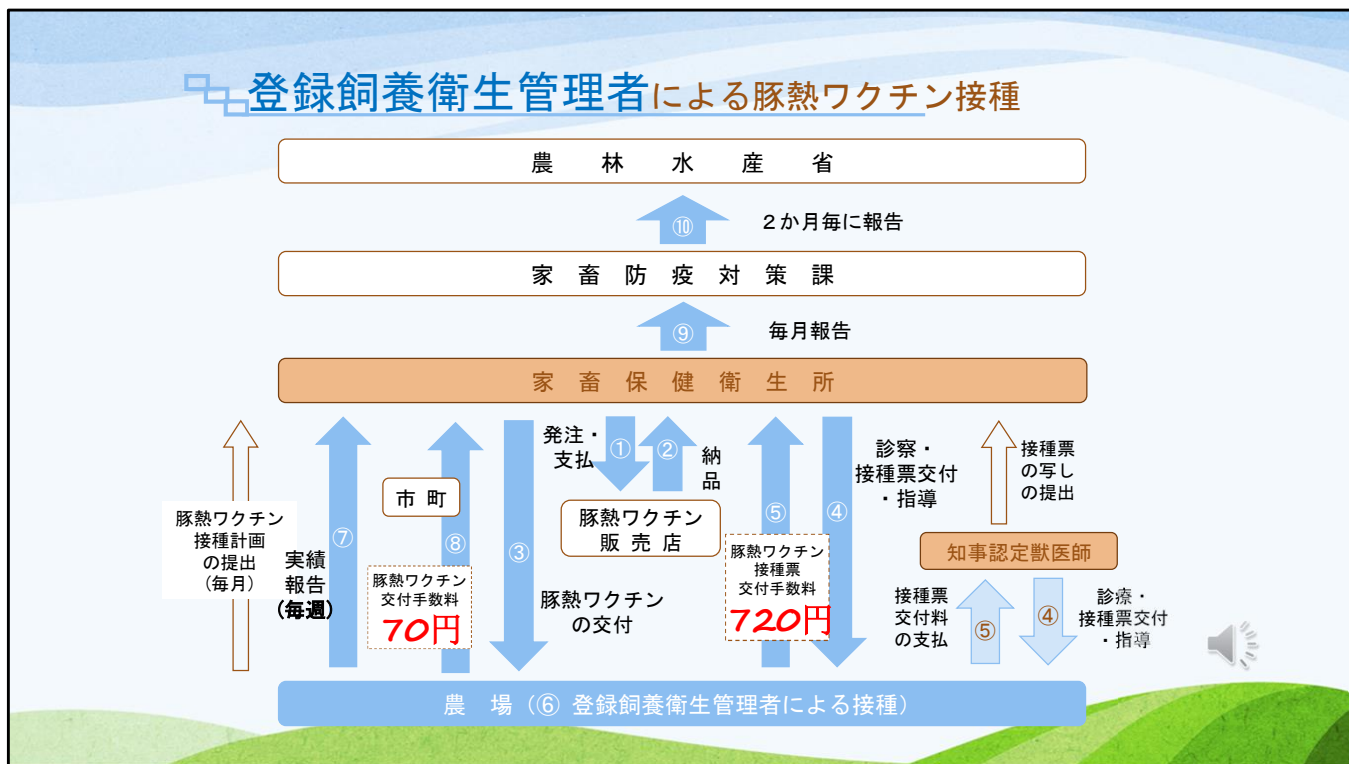 登録飼養衛生管理者による豚熱ワクチン接種
農林水産省
⑩
２か月毎に報告
家畜防疫対策課
⑨
毎月報告
家畜保健衛生所
豚熱ワクチン
接種計画
の提出
(毎月)
⑦
実績
報告
(毎週)
市町
⑧
豚熱ワクチン
交付手数料
70円
③
豚熱ワクチン
の交付
発注・
支払
①
②
納
品
豚熱ワクチン
販売店
⑤
豚熱ワクチン
接種票
交付手数料
720円
④
診察・
接種票交付
・指導
接種票
の写し
の提出
知事認定獣医師
接種票
交付料
の支払
⑤
④
診療・
接種票交付
・指導
農　場（⑥ 登録飼養衛生管理者による接種）